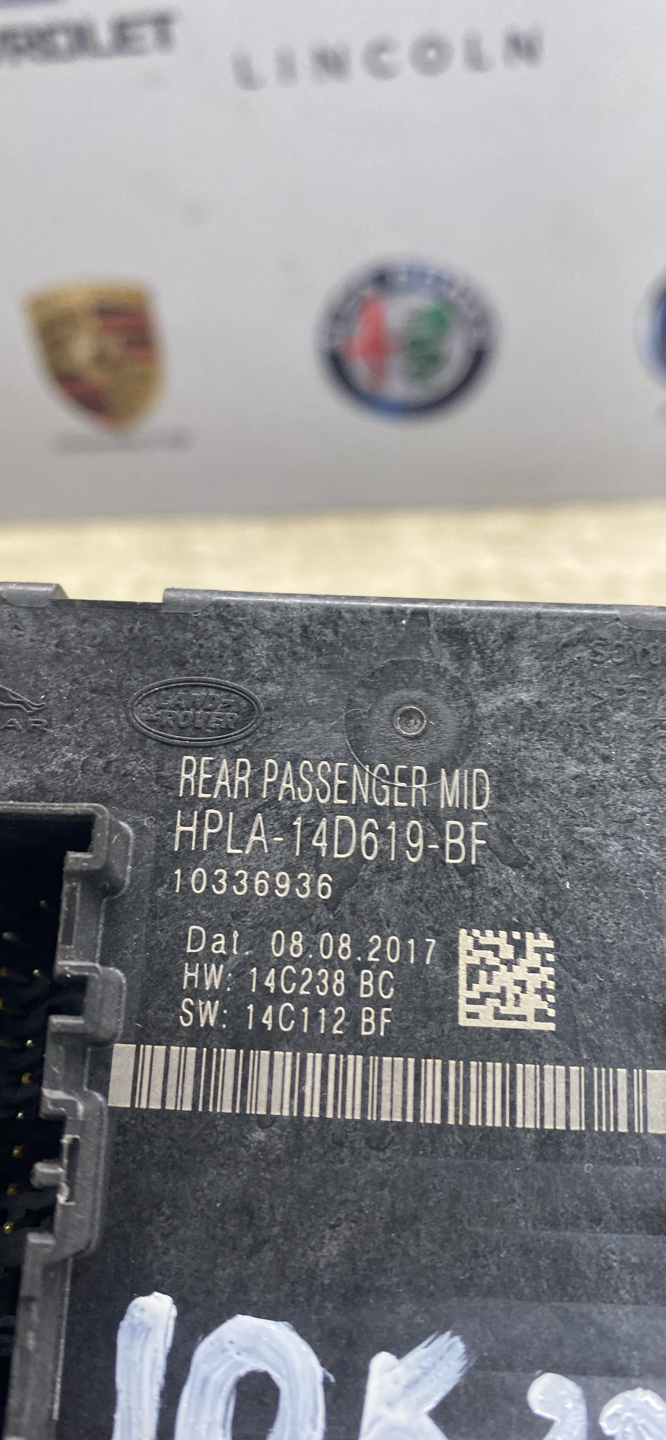 LINCOLN
LAND ROVER
REAR PASSENGER MID
HPLA-14D619-BF
10336936
Dat. 08.08.2017
HW: 14C238 BC
SW: 14C112 BF